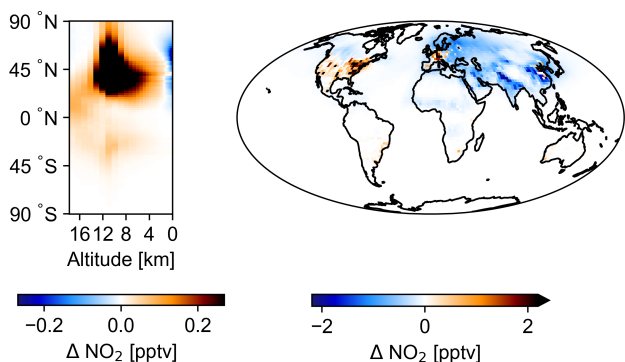 90 °N
45 °N
0 °N
45 °S
90 °S
16 12 8 4 0
Altitude [km]
−0.2 0.0 0.2
Δ NO₂ [pptv]
−2 0 2
Δ NO₂ [pptv]